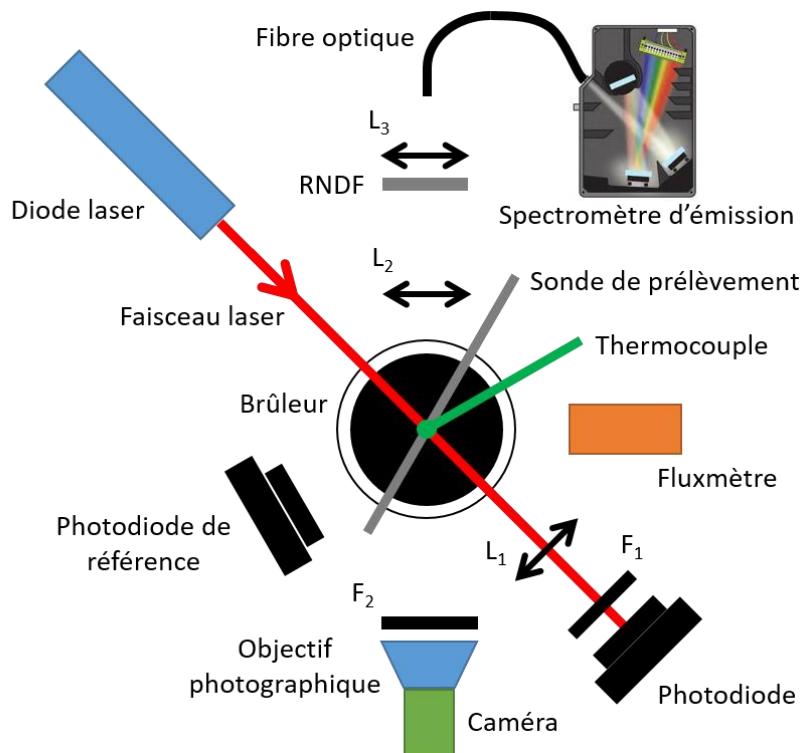 Fibre optique
L3
RNDF
Diode laser
Spectromètre d'émission
L2
Sonde de prélèvement
Faisceau laser
Thermocouple
Brûleur
Fluxmètre
Photodiode de
référence
L1
F1
F2
Objectif
photographique
Photodiode
Caméra